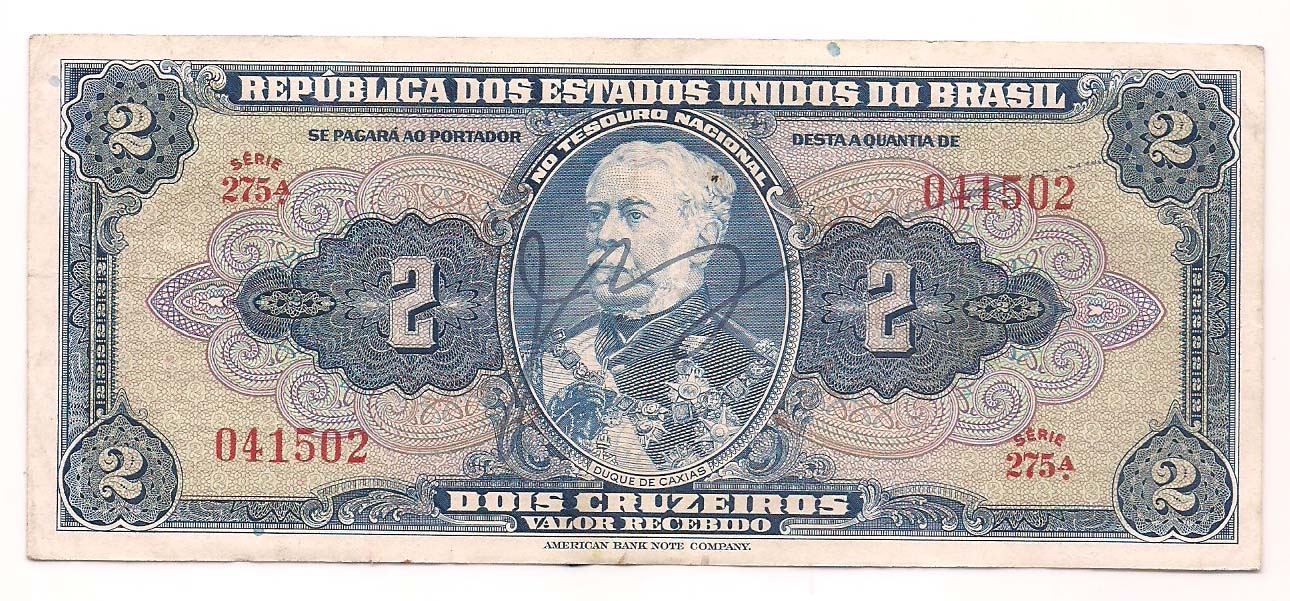 REPÚBLICA DOS ESTADOS UNIDOS DO BRASIL
2
2
SE PAGARÁ AO PORTADOR
NO TESOURO NACIONAL
DESTA A QUANTIA DE
SÉRIE
275A
041502
2
2
041502
SÉRIE
275A
DUQUE DE CAXIAS
2
2
DOIS CRUZEIROS
VALOR RECEBIDO
AMERICAN BANK NOTE COMPANY.